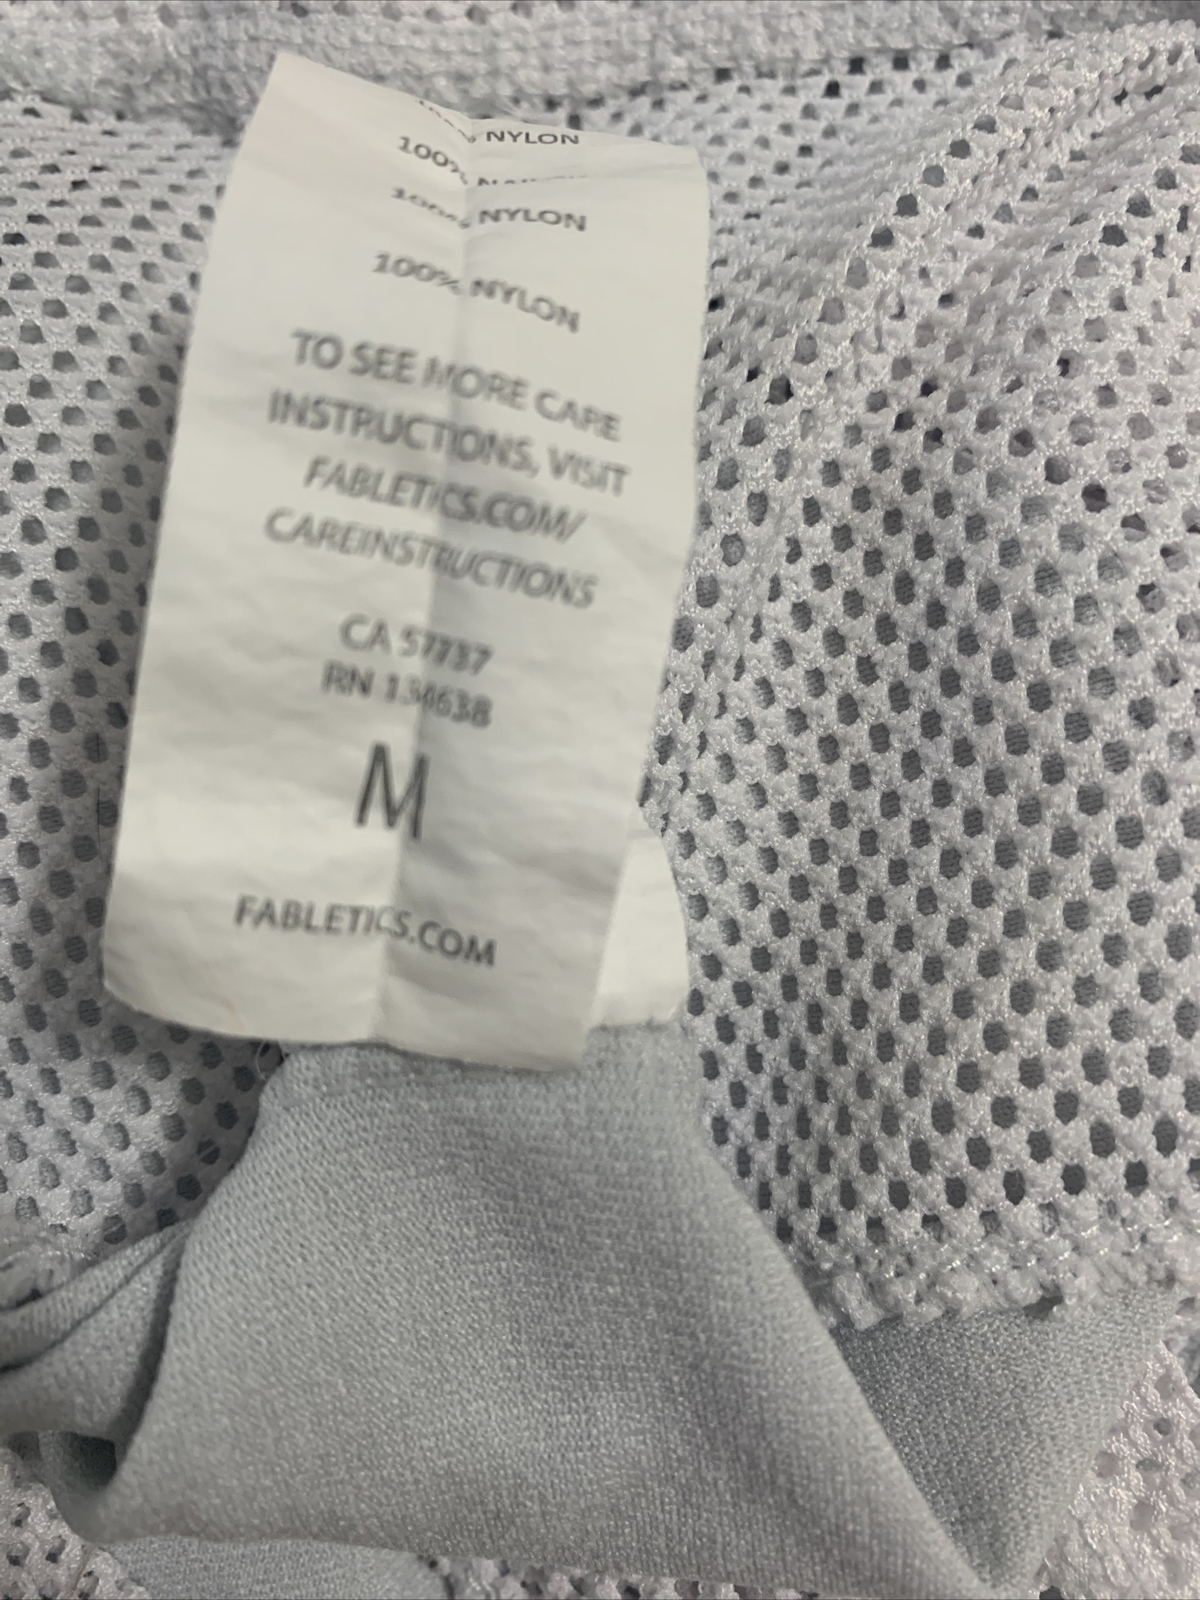 NYLON
100%
NYLON
100% NYLON
TO SEE MORE CARE
INSTRUCTIONS, VISIT
FABLETICS.COM/
CAREINSTRUCTIONS
CA 57737
RN 134638
M
FABLETICS.COM